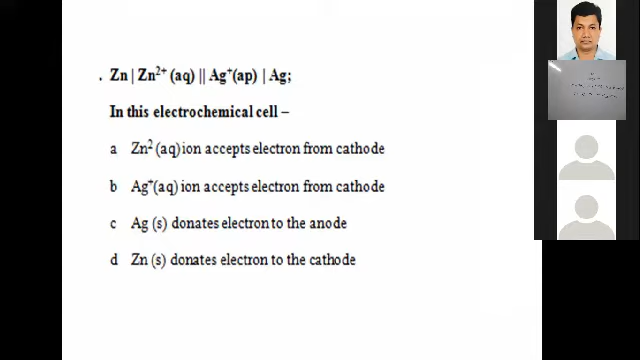 . Zn | Zn²⁺ (aq) || Ag⁺(ap) | Ag;
In this electrochemical cell –
a Zn² (aq) ion accepts electron from cathode
b Ag⁺(aq) ion accepts electron from cathode
c Ag (s) donates electron to the anode
d Zn (s) donates electron to the cathode